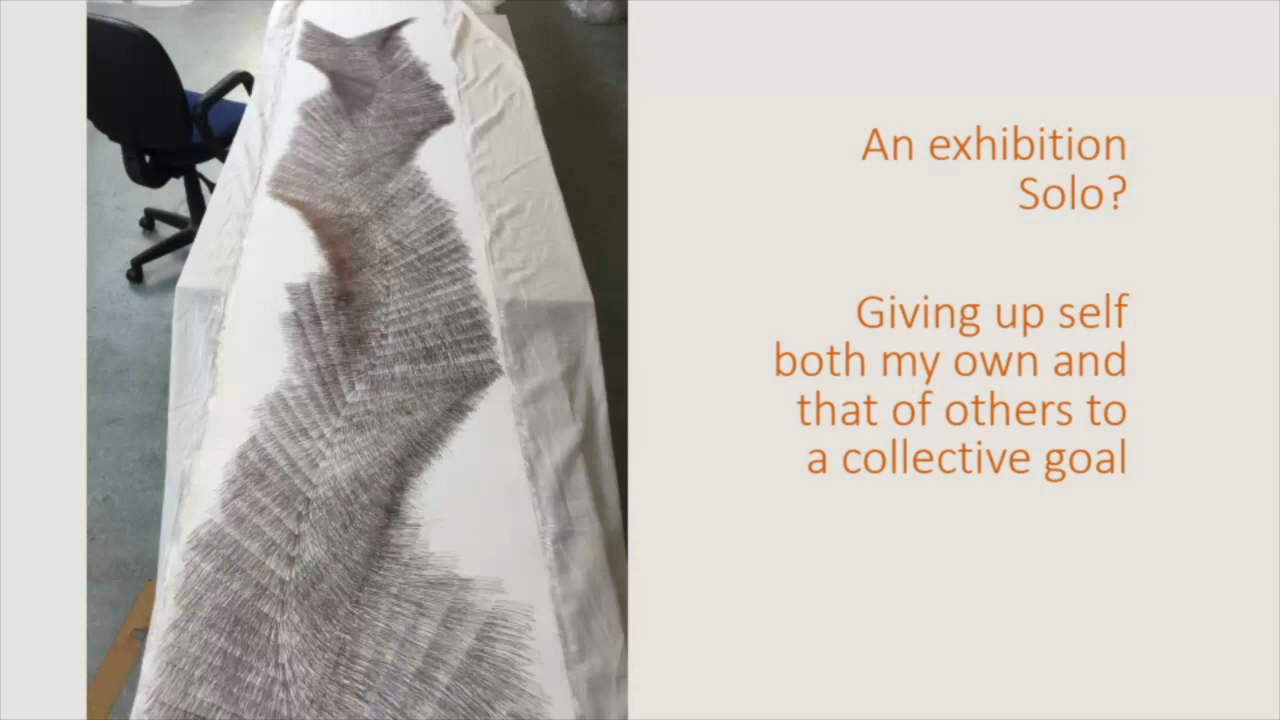 An exhibition
Solo?
Giving up self
both my own and
that of others to
a collective goal